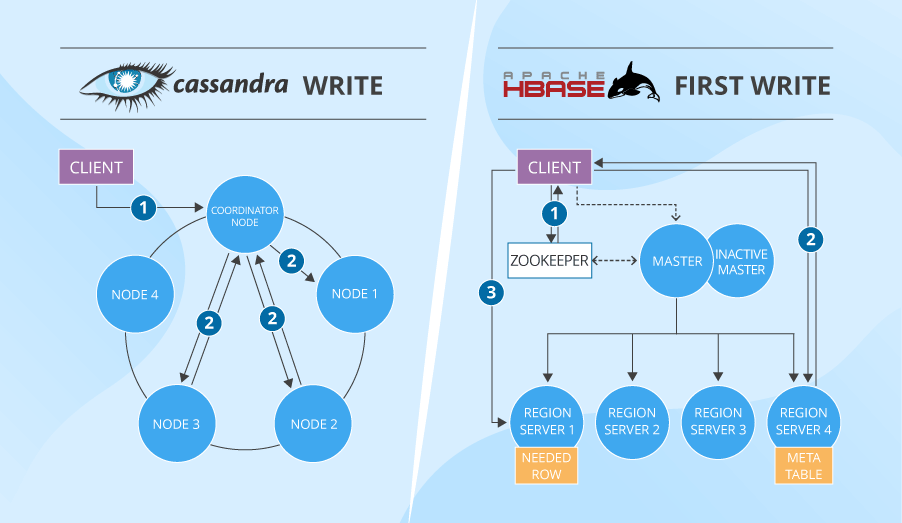 cassandra WRITE
CLIENT
1
COORDINATOR
NODE
2
NODE 4
NODE 1
2
2
NODE 3
NODE 2
APACHE
HBASE FIRST WRITE
CLIENT
1
2
ZOOKEEPER
MASTER
INACTIVE
MASTER
3
REGION
SERVER 1
REGION
SERVER 2
REGION
SERVER 3
REGION
SERVER 4
NEEDED
ROW
META
TABLE